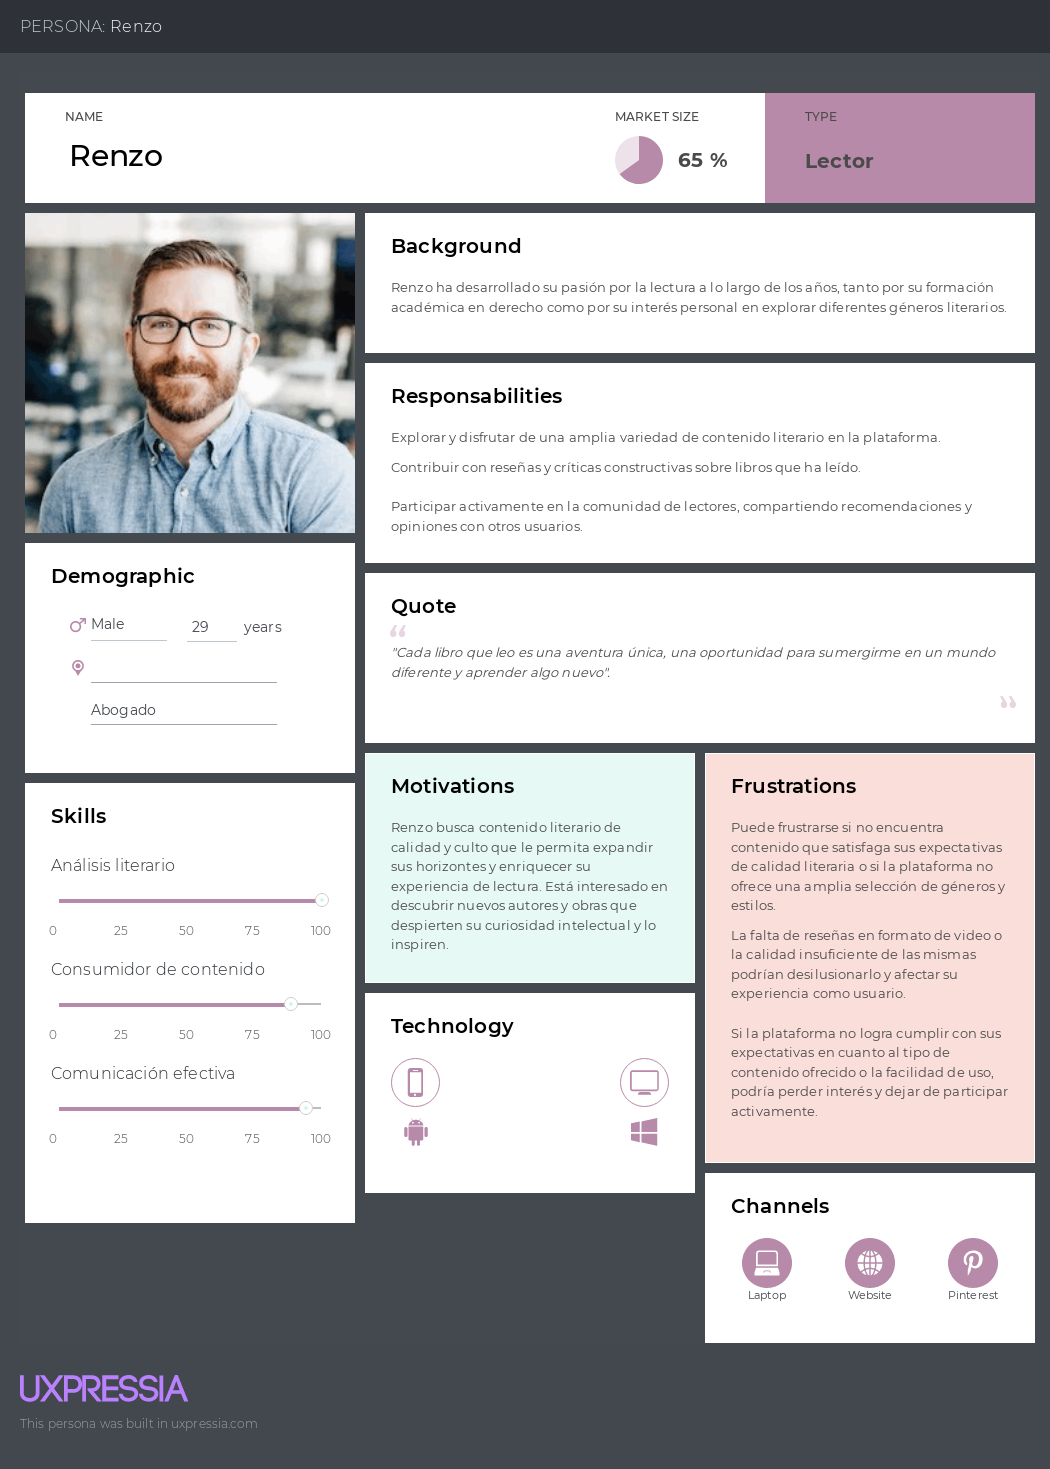 PERSONA: Renzo
NAME
Renzo
MARKET SIZE
65 %
TYPE
Lector
Background
Renzo ha desarrollado su pasión por la lectura a lo largo de los años, tanto por su formación
académica en derecho como por su interés personal en explorar diferentes géneros literarios.
Responsabilities
Explorar y disfrutar de una amplia variedad de contenido literario en la plataforma.
Contribuir con reseñas y críticas constructivas sobre libros que ha leído.
Participar activamente en la comunidad de lectores, compartiendo recomendaciones y
opiniones con otros usuarios.
Demographic
Male
29 years
Abogado
Quote
“
"Cada libro que leo es una aventura única, una oportunidad para sumergirme en un mundo
diferente y aprender algo nuevo".
”
Skills
Análisis literario
0 25 50 75 100
Consumidor de contenido
0 25 50 75 100
Comunicación efectiva
0 25 50 75 100
Motivations
Renzo busca contenido literario de
calidad y culto que le permita expandir
sus horizontes y enriquecer su
experiencia de lectura. Está interesado en
descubrir nuevos autores y obras que
despierten su curiosidad intelectual y lo
inspiren.
Technology
Frustrations
Puede frustrarse si no encuentra
contenido que satisfaga sus expectativas
de calidad literaria o si la plataforma no
ofrece una amplia selección de géneros y
estilos.
La falta de reseñas en formato de video o
la calidad insuficiente de las mismas
podrían desilusionarlo y afectar su
experiencia como usuario.
Si la plataforma no logra cumplir con sus
expectativas en cuanto al tipo de
contenido ofrecido o la facilidad de uso,
podría perder interés y dejar de participar
activamente.
Channels
Laptop
Website
Pinterest
UXPRESSIA
This persona was built in uxpressia.com